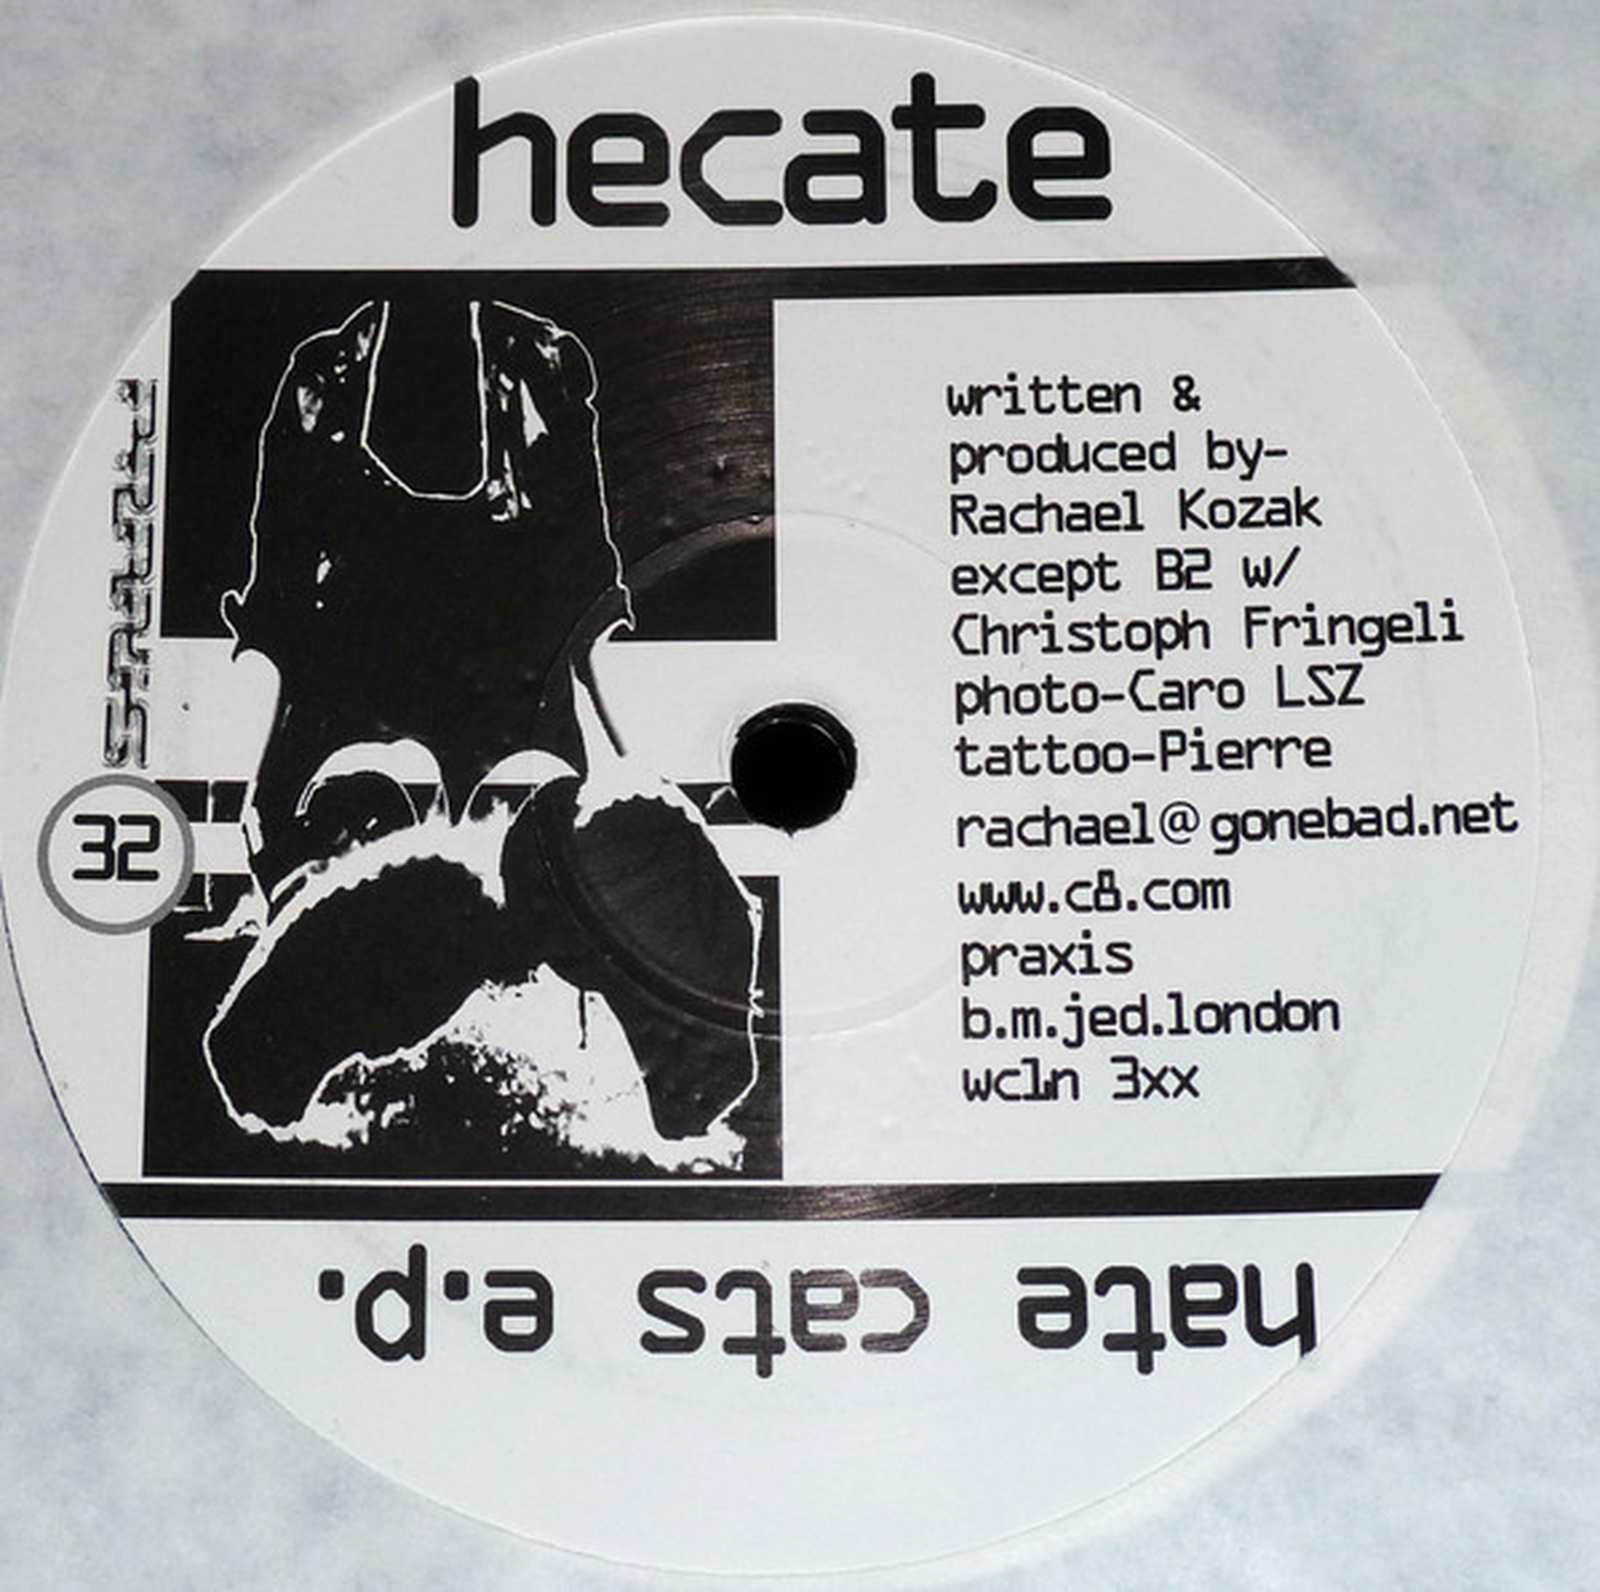 hecate
written &
produced by-
Rachael Kozak
except B2 w/
Christoph Fringeli
photo-Caro LSZ
tattoo-Pierre
rachael@gonebad.net
www.c8.com
praxis
b.m.jed.london
wc1n 3xx
32
hate cats e.p.